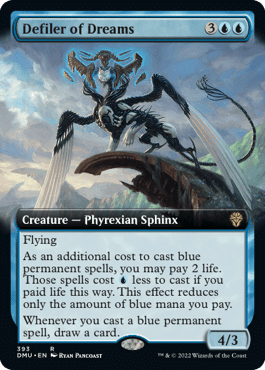 Defiler of Dreams 3
Creature — Phyrexian Sphinx
Flying
As an additional cost to cast blue
permanent spells, you may pay 2 life.
Those spells cost less to cast if you
paid life this way. This effect reduces
only the amount of blue mana you pay.
Whenever you cast a blue permanent
spell, draw a card.
4/3
393 R
DMU • EN Ryan Pancoast
™ & © 2022 Wizards of the Coast